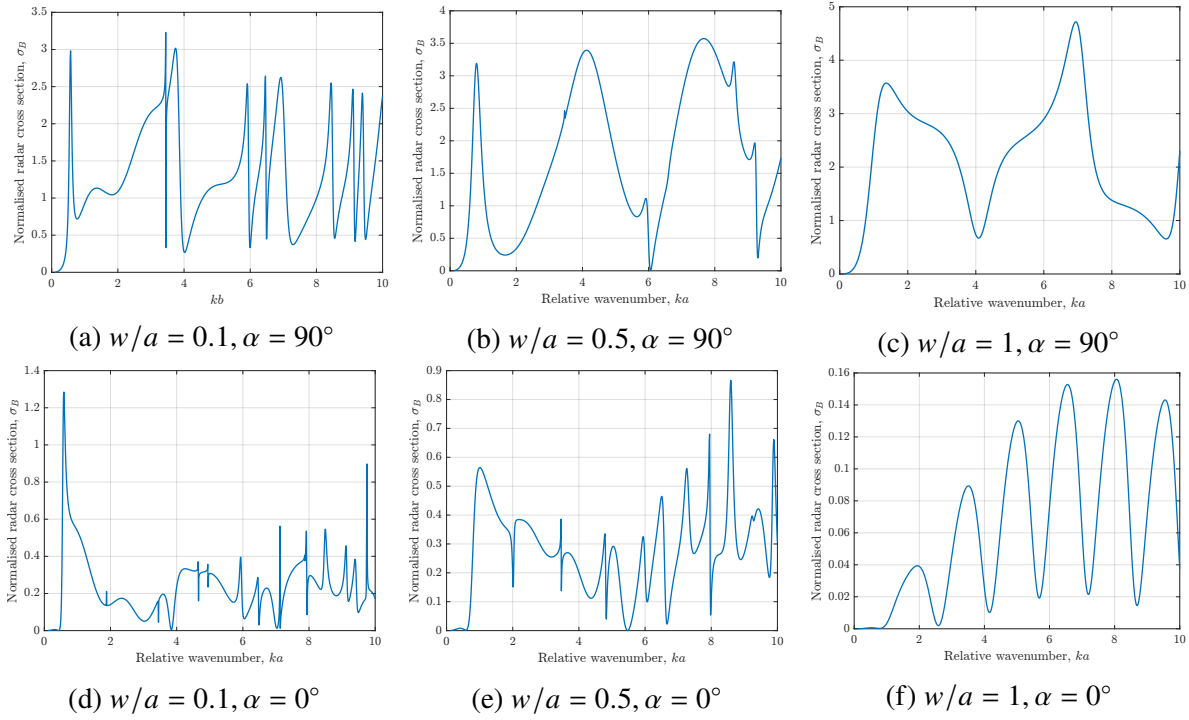 Normalised radar cross section, σ_B
3.5
3
2.5
2
1.5
1
0.5
0
0 2 4 6 8 10
kb
(a) w/a = 0.1, α = 90°
Normalised radar cross section, σ_B
4
3.5
3
2.5
2
1.5
1
0.5
0
0 2 4 6 8 10
Relative wavenumber, ka
(b) w/a = 0.5, α = 90°
Normalised radar cross section, σ_B
5
4
3
2
1
0
0 2 4 6 8 10
Relative wavenumber, ka
(c) w/a = 1, α = 90°
Normalised radar cross section, σ_B
1.4
1.2
1
0.8
0.6
0.4
0.2
0
0 2 4 6 8 10
Relative wavenumber, ka
(d) w/a = 0.1, α = 0°
Normalised radar cross section, σ_B
0.9
0.8
0.7
0.6
0.5
0.4
0.3
0.2
0.1
0
0 2 4 6 8 10
Relative wavenumber, ka
(e) w/a = 0.5, α = 0°
Normalised radar cross section, σ_B
0.16
0.14
0.12
0.1
0.08
0.06
0.04
0.02
0
0 2 4 6 8 10
Relative wavenumber, ka
(f) w/a = 1, α = 0°